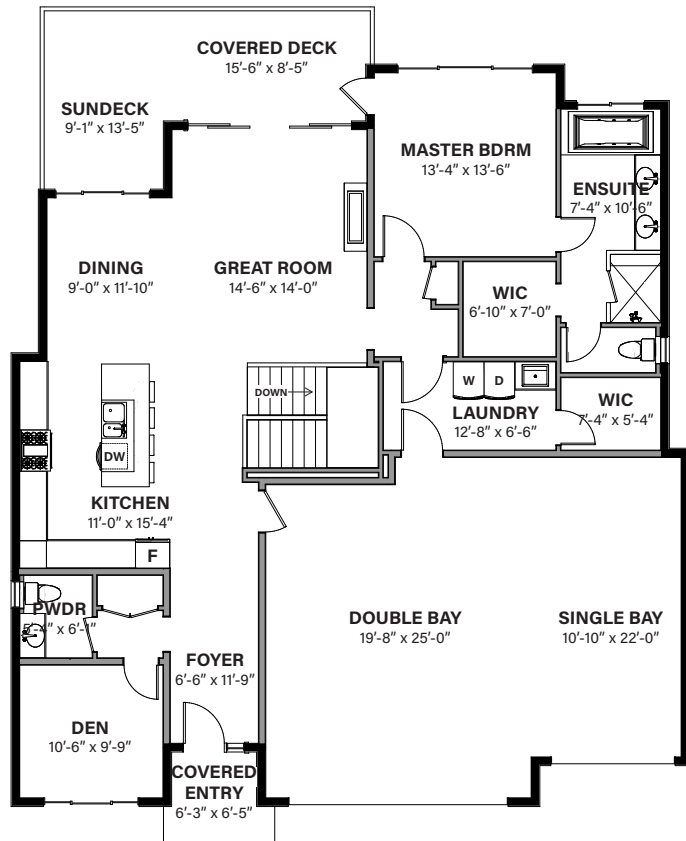 COVERED DECK
15'-6" x 8'-5"
SUNDECK
9'-1" x 13'-5"
MASTER BDRM
13'-4" x 13'-6"
ENSUITE
7'-4" x 10'-6"
DINING
9'-0" x 11'-10"
GREAT ROOM
14'-6" x 14'-0"
WIC
6'-10" x 7'-0"
DOWN
W D
LAUNDRY
12'-8" x 6'-6"
WIC
7'-4" x 5'-4"
DW
KITCHEN
11'-0" x 15'-4"
F
PWDR
DOUBLE BAY
19'-8" x 25'-0"
SINGLE BAY
10'-10" x 22'-0"
FOYER
6'-6" x 11'-9"
DEN
10'-6" x 9'-9"
COVERED
ENTRY
6'-3" x 6'-5"